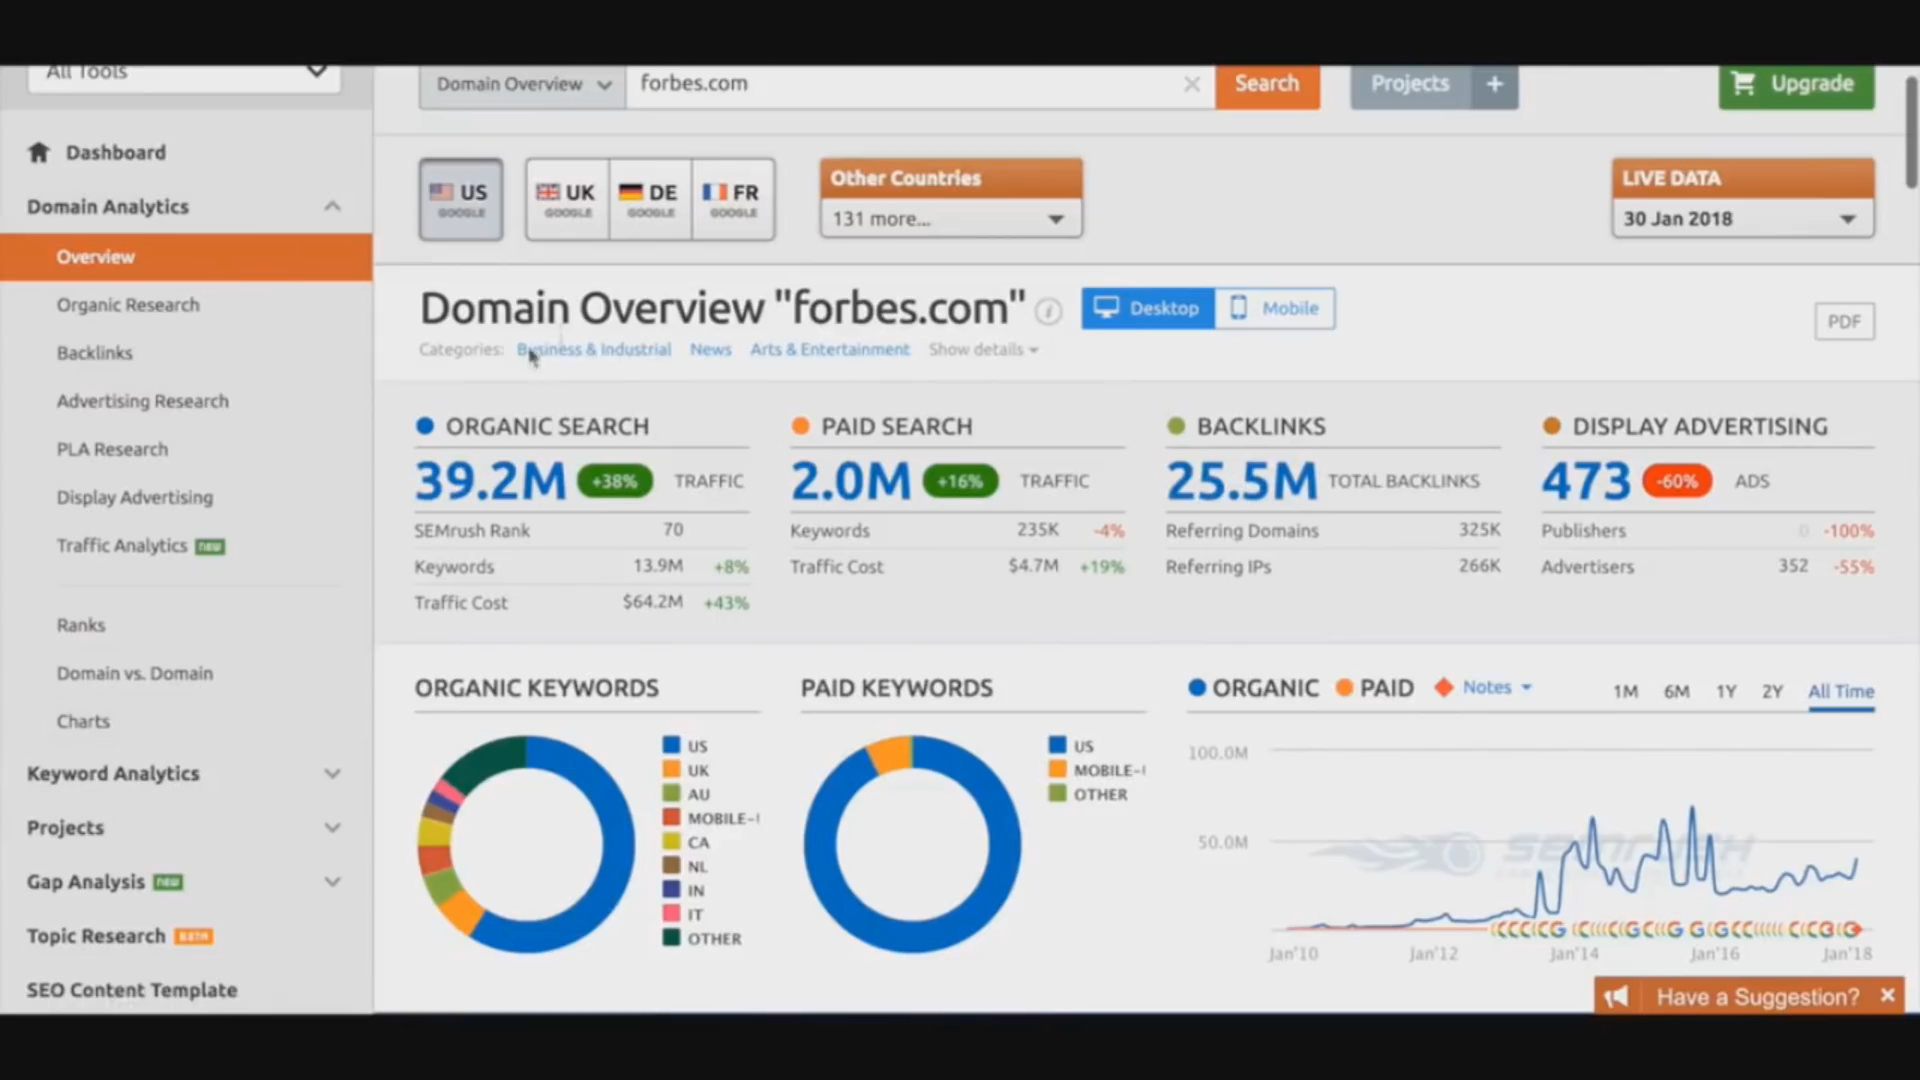 All Tools
Domain Overview
forbes.com
Search
Projects
+
Upgrade
Dashboard
Domain Analytics
Overview
Organic Research
Backlinks
Advertising Research
PLA Research
Display Advertising
Traffic Analytics new
Ranks
Domain vs. Domain
Charts
Keyword Analytics
Projects
Gap Analysis new
Topic Research BETA
SEO Content Template
US GOOGLE
UK GOOGLE
DE GOOGLE
FR GOOGLE
Other Countries
131 more...
LIVE DATA
30 Jan 2018
Domain Overview "forbes.com"
Desktop
Mobile
PDF
Categories: Business & Industrial News Arts & Entertainment Show details
ORGANIC SEARCH
39.2M +38% TRAFFIC
SEMrush Rank 70
Keywords 13.9M +8%
Traffic Cost $64.2M +43%
PAID SEARCH
2.0M +16% TRAFFIC
Keywords 235K -4%
Traffic Cost $4.7M +19%
BACKLINKS
25.5M TOTAL BACKLINKS
Referring Domains 325K
Referring IPs 266K
DISPLAY ADVERTISING
473 -60% ADS
Publishers 0 -100%
Advertisers 352 -55%
ORGANIC KEYWORDS
US
UK
AU
MOBILE-
CA
NL
IN
IT
OTHER
PAID KEYWORDS
US
MOBILE-
OTHER
ORGANIC PAID Notes 1M 6M 1Y 2Y All Time
100.0M
50.0M
SEMRUSH
Jan'10 Jan'12 Jan'14 Jan'16 Jan'18
Have a Suggestion?